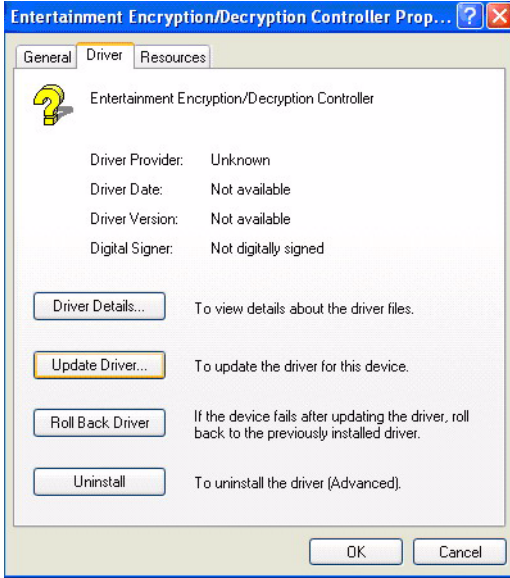 Entertainment Encryption/Decryption Controller Prop... ?
General Driver Resources
Entertainment Encryption/Decryption Controller
Driver Provider: Unknown
Driver Date: Not available
Driver Version: Not available
Digital Signer: Not digitally signed
Driver Details... To view details about the driver files.
Update Driver... To update the driver for this device.
Roll Back Driver If the device fails after updating the driver, roll
back to the previously installed driver.
Uninstall To uninstall the driver (Advanced).
OK Cancel